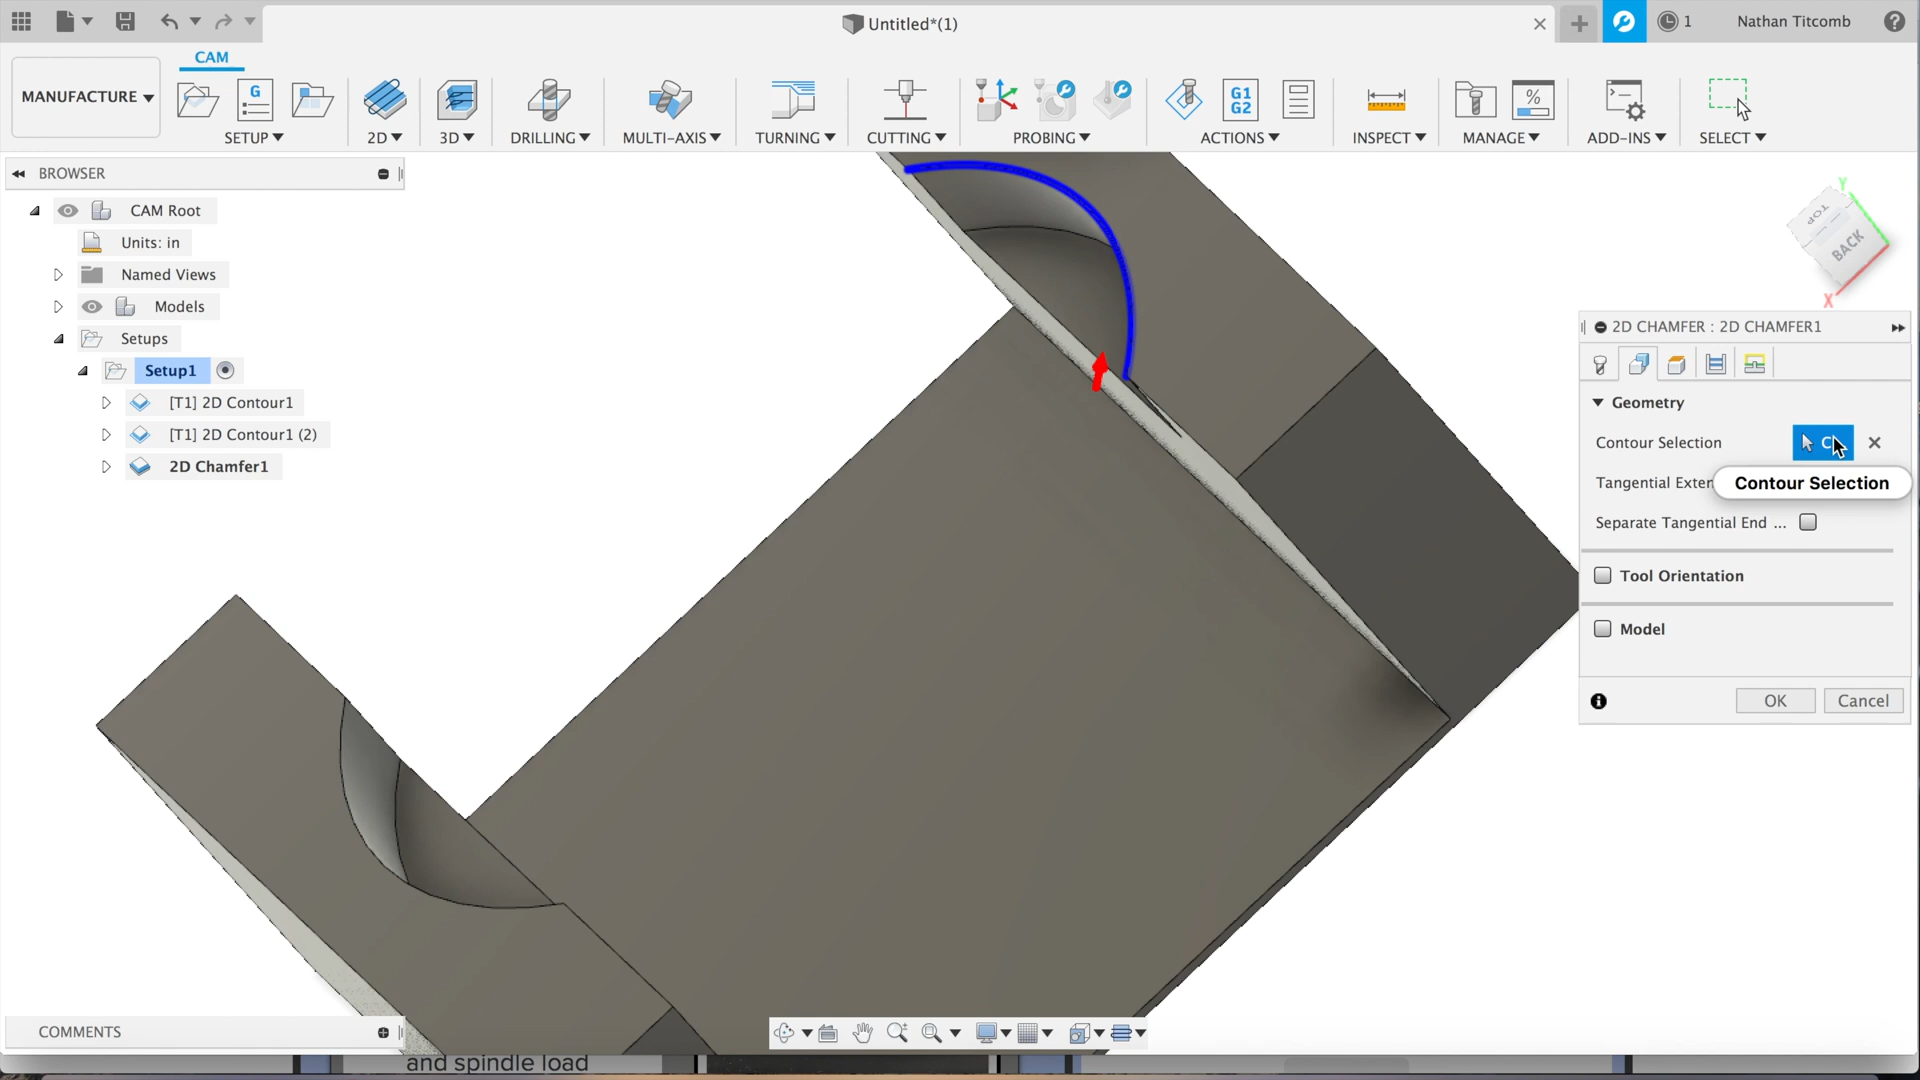 Untitled*(1)
1
Nathan Titcomb
CAM
MANUFACTURE
G
G1
G2
%
SETUP
2D
3D
DRILLING
MULTI-AXIS
TURNING
CUTTING
PROBING
ACTIONS
INSPECT
MANAGE
ADD-INS
SELECT
BROWSER
CAM Root
Units: in
Named Views
Models
Setups
Setup1
[T1] 2D Contour1
[T1] 2D Contour1 (2)
2D Chamfer1
Y
TOP
BACK
X
2D CHAMFER : 2D CHAMFER1
Geometry
Contour Selection
Tangential Exten
Contour Selection
Separate Tangential End ...
Tool Orientation
Model
OK
Cancel
COMMENTS
and spindle load